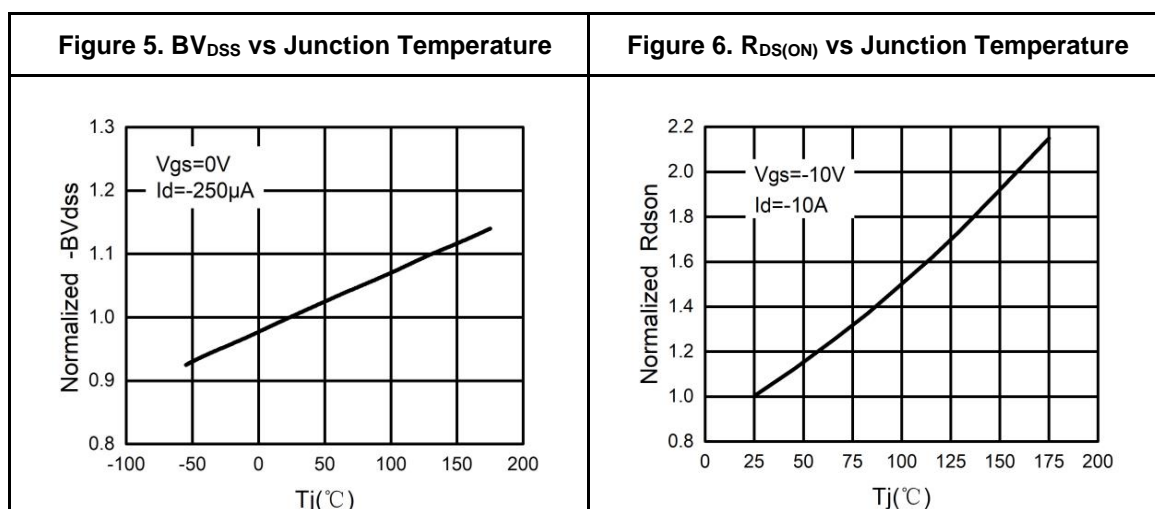 Figure 5. BVDSS vs Junction Temperature
Figure 6. RDS(ON) vs Junction Temperature
1.3
1.2
1.1
1.0
0.9
0.8
Normalized -BVdss
Vgs=0V
Id=-250µA
-100 -50 0 50 100 150 200
Tj(℃)
2.2
2.0
1.8
1.6
1.4
1.2
1.0
0.8
Normalized Rdson
Vgs=-10V
Id=-10A
0 25 50 75 100 125 150 175 200
Tj(℃)